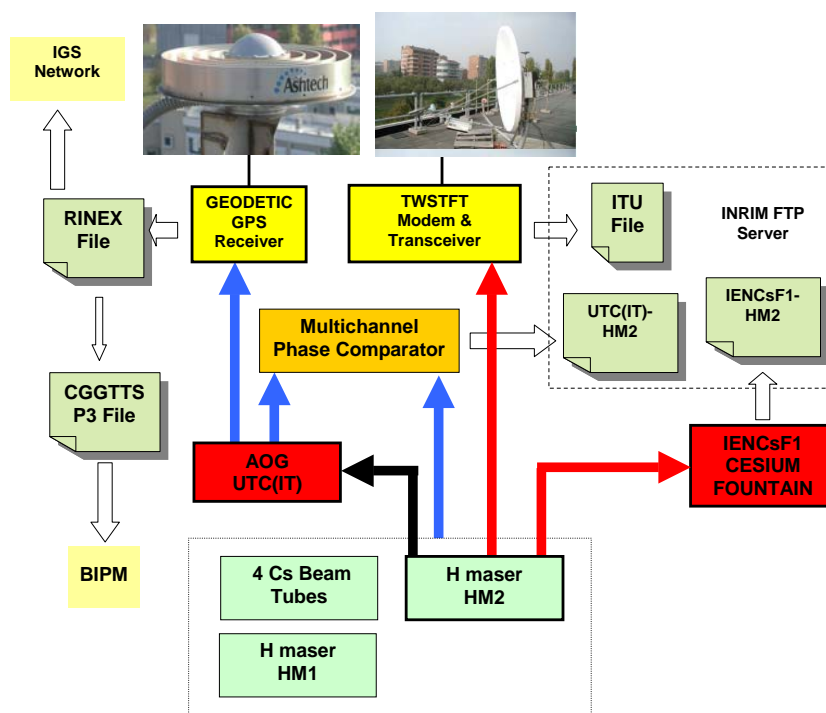 IGS
Network
Ashtech
RINEX
File
GEODETIC
GPS
Receiver
TWSTFT
Modem &
Transceiver
ITU
File
INRIM FTP
Server
Multichannel
Phase Comparator
UTC(IT)-
HM2
IENCsF1-
HM2
CGGTTS
P3 File
AOG
UTC(IT)
IENCsF1
CESIUM
FOUNTAIN
BIPM
4 Cs Beam
Tubes
H maser
HM2
H maser
HM1